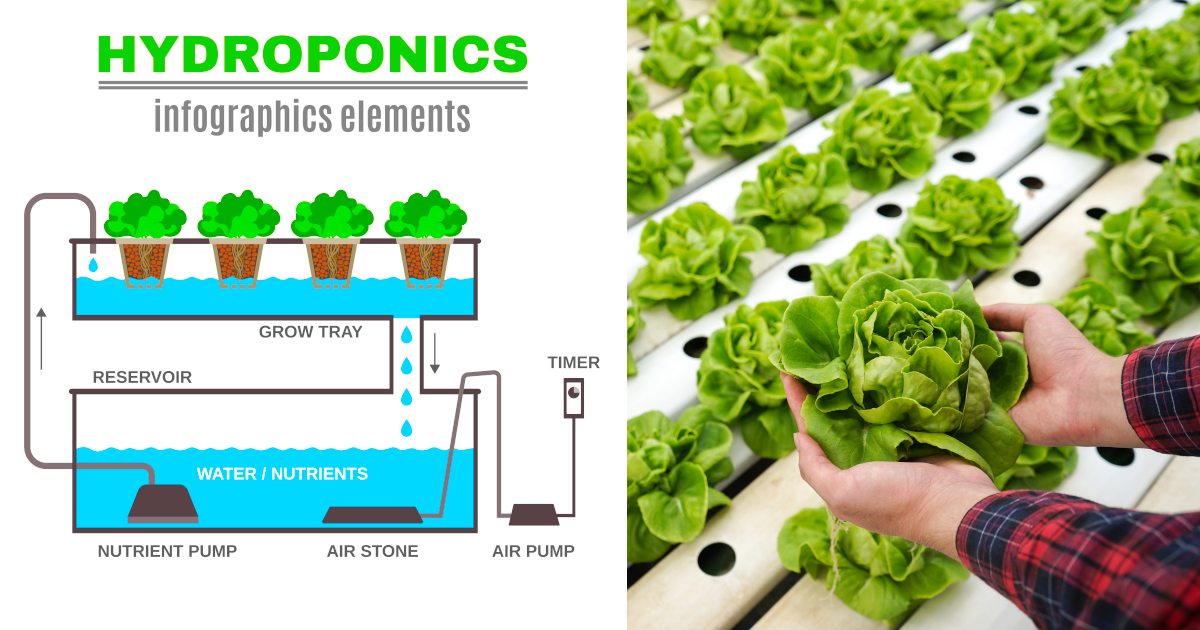 HYDROPONICS
infographics elements
GROW TRAY
RESERVOIR
TIMER
WATER / NUTRIENTS
NUTRIENT PUMP
AIR STONE
AIR PUMP